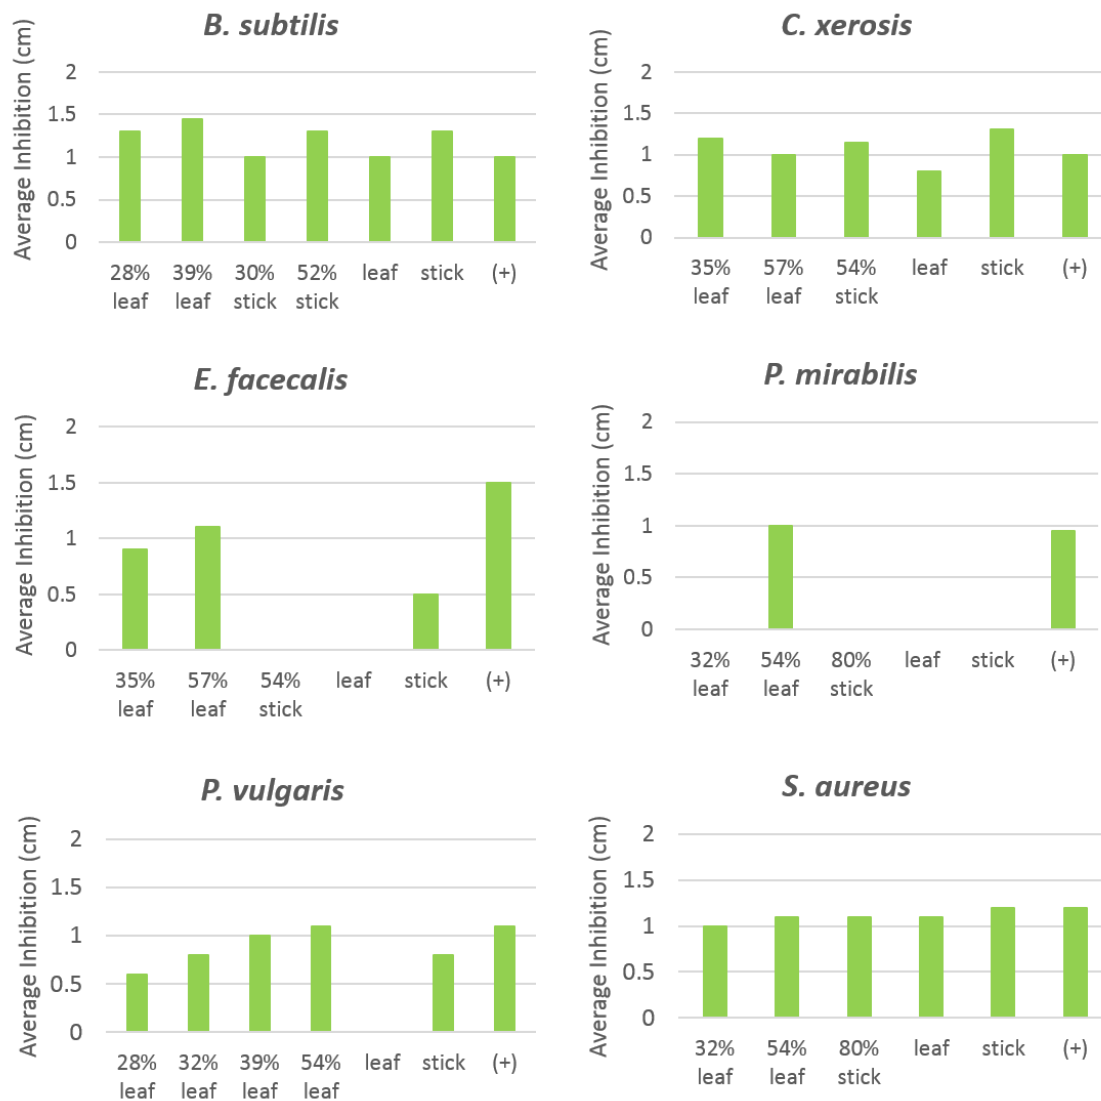 B. subtilis
Average Inhibition (cm)
2
1.5
1
0.5
0
28% 39% 30% 52% leaf stick (+)
leaf leaf stick stick
C. xerosis
Average Inhibition (cm)
2
1.5
1
0.5
0
35% 57% 54% leaf stick (+)
leaf leaf stick
E. facecalis
Average Inhibition (cm)
2
1.5
1
0.5
0
35% 57% 54% leaf stick (+)
leaf leaf stick
P. mirabilis
Average Inhibition (cm)
2
1.5
1
0.5
0
32% 54% 80% leaf stick (+)
leaf leaf stick
P. vulgaris
Average Inhibition (cm)
2
1.5
1
0.5
0
28% 32% 39% 54% leaf stick (+)
leaf leaf leaf leaf
S. aureus
Average Inhibition (cm)
2
1.5
1
0.5
0
32% 54% 80% leaf stick (+)
leaf leaf stick